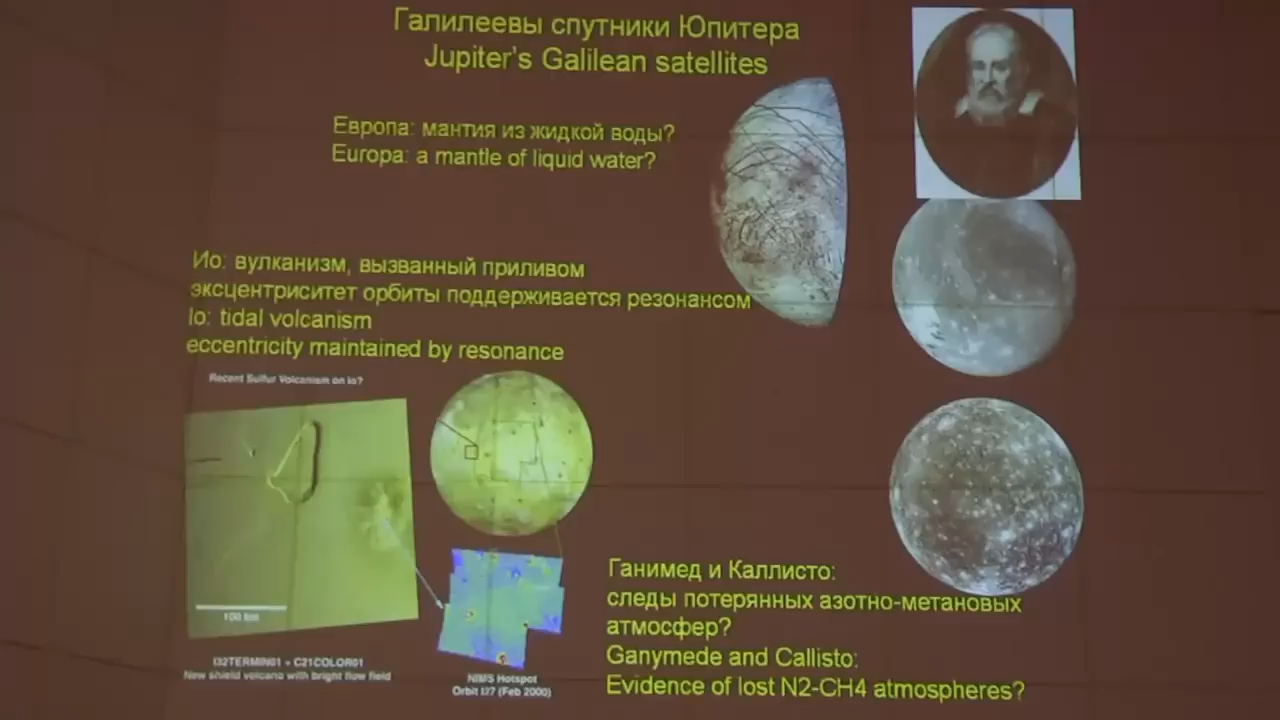 Галилеевы спутники Юпитера
Jupiter's Galilean satellites
Европа: мантия из жидкой воды?
Europa: a mantle of liquid water?
Ио: вулканизм, вызванный приливом
эксцентриситет орбиты поддерживается резонансом
Io: tidal volcanism
eccentricity maintained by resonance
Recent Sulfur Volcanism on Io?
100 km
I32TERMIN01 + C21COLOR01
New shield volcano with bright flow field
NIMS Hotspot
Orbit I27 (Feb 2000)
Ганимед и Каллисто:
следы потерянных азотно-метановых
атмосфер?
Ganymede and Callisto:
Evidence of lost N2-CH4 atmospheres?